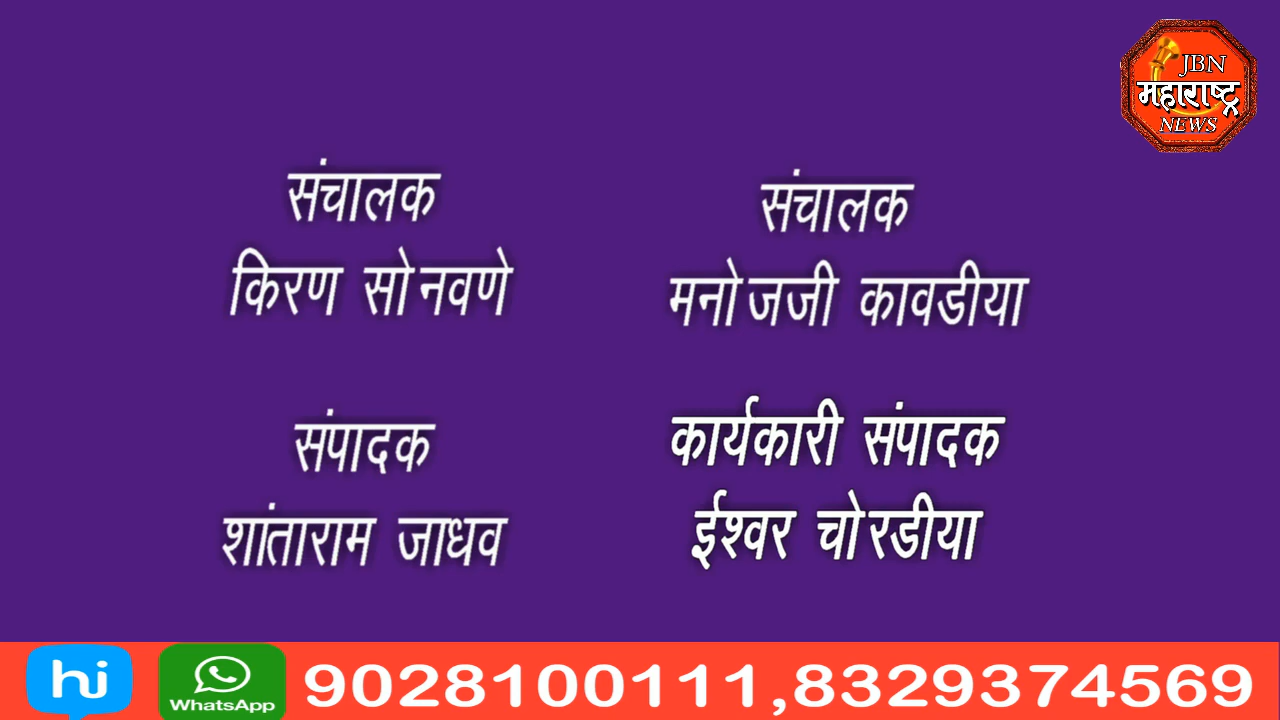 JBN
महाराष्ट्र
NEWS
संचालक
किरण सोनवणे
संचालक
मनोजजी कावडीया
संपादक
शांताराम जाधव
कार्यकारी संपादक
ईश्वर चोरडीया
hi
WhatsApp
9028100111,8329374569